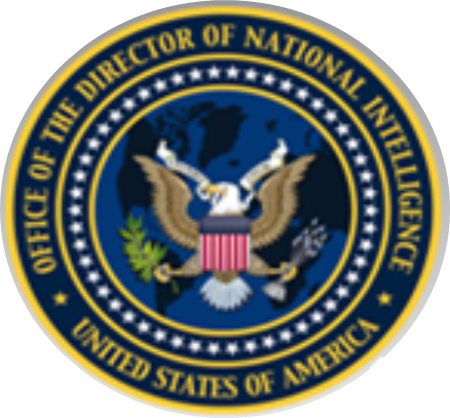 OFFICE OF THE DIRECTOR OF NATIONAL INTELLIGENCE
UNITED STATES OF AMERICA